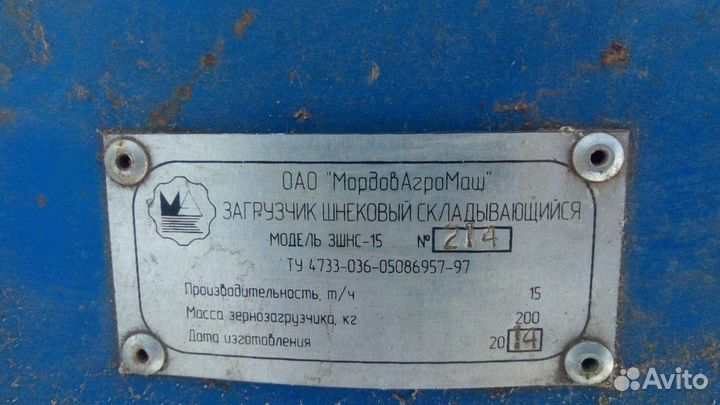 ОАО "МордовАгроМаш"
ЗАГРУЗЧИК ШНЕКОВЫЙ СКЛАДЫВАЮЩИЙСЯ
МОДЕЛЬ ЗШНС-15 № 214
ТУ 4733-036-05086957-97
Производительность, т/ч 15
Масса зернозагрузчика, кг 200
Дата изготовления 2014
МА
Avito